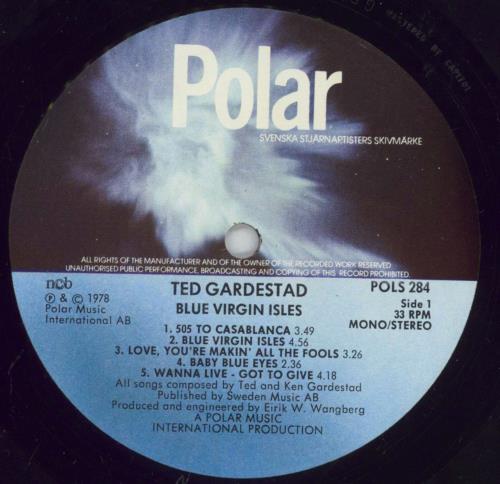 MASTERED BY CAPITOL
Polar
SVENSKA STJÄRNARTISTERS SKIVMÄRKE
ALL RIGHTS OF THE MANUFACTURER AND OF THE OWNER OF THE RECORDED WORK RESERVED
UNAUTHORISED PUBLIC PERFORMANCE, BROADCASTING AND COPYING OF THIS RECORD PROHIBITED.
ncb
℗ & © 1978
Polar Music
International AB
TED GARDESTAD
BLUE VIRGIN ISLES
POLS 284
Side 1
33 RPM
MONO/STEREO
1. 505 TO CASABLANCA 3.49
2. BLUE VIRGIN ISLES 4.56
3. LOVE, YOU'RE MAKIN' ALL THE FOOLS 3.26
4. BABY BLUE EYES 2.36
5. WANNA LIVE - GOT TO GIVE 4.18
All songs composed by Ted and Ken Gardestad
Published by Sweden Music AB
Produced and engineered by Eirik W. Wangberg
A POLAR MUSIC
INTERNATIONAL PRODUCTION